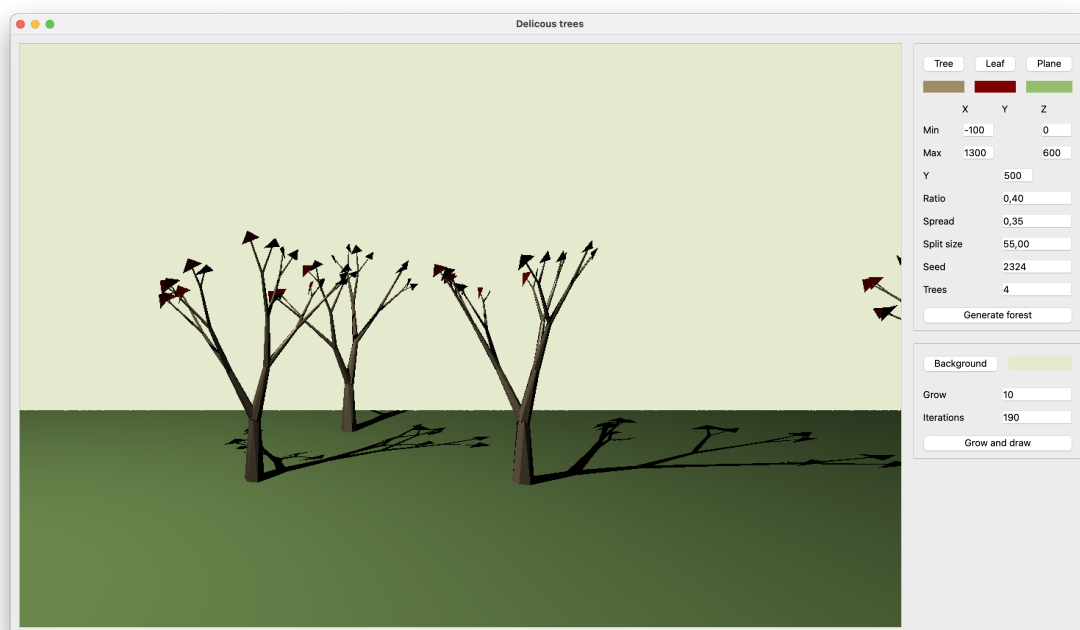 Delicous trees
Tree Leaf Plane
X Y Z
Min -100 0
Max 1300 600
Y 500
Ratio 0,40
Spread 0,35
Split size 55,00
Seed 2324
Trees 4
Generate forest
Background
Grow 10
Iterations 190
Grow and draw